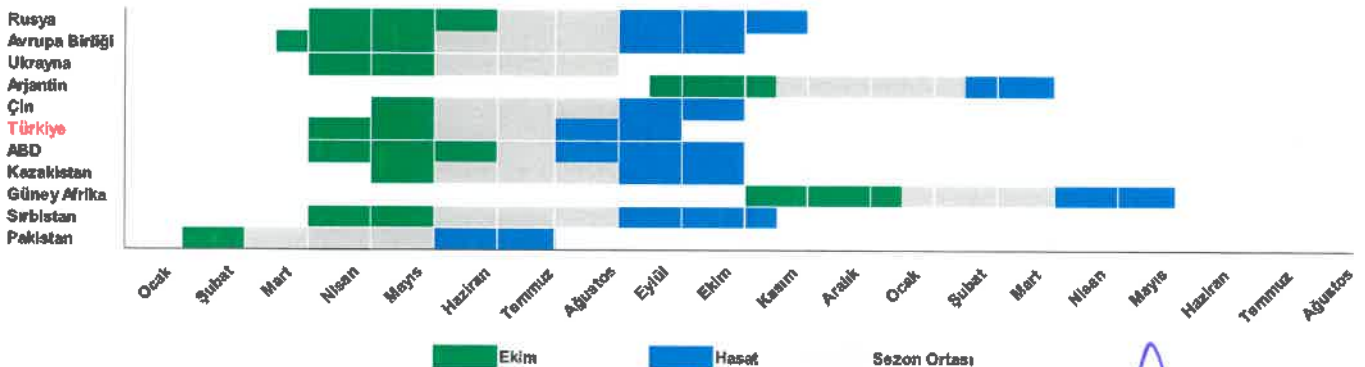 Rusya
Avrupa Birliği
Ukrayna
Arjantin
Çin
Türkiye
ABD
Kazakistan
Güney Afrika
Sırbistan
Pakistan
Ocak Şubat Mart Nisan Mayıs Haziran Temmuz Ağustos Eylül Ekim Kasım Aralık Ocak Şubat Mart Nisan Mayıs Haziran Temmuz Ağustos
Ekim Hasat Sezon Ortası